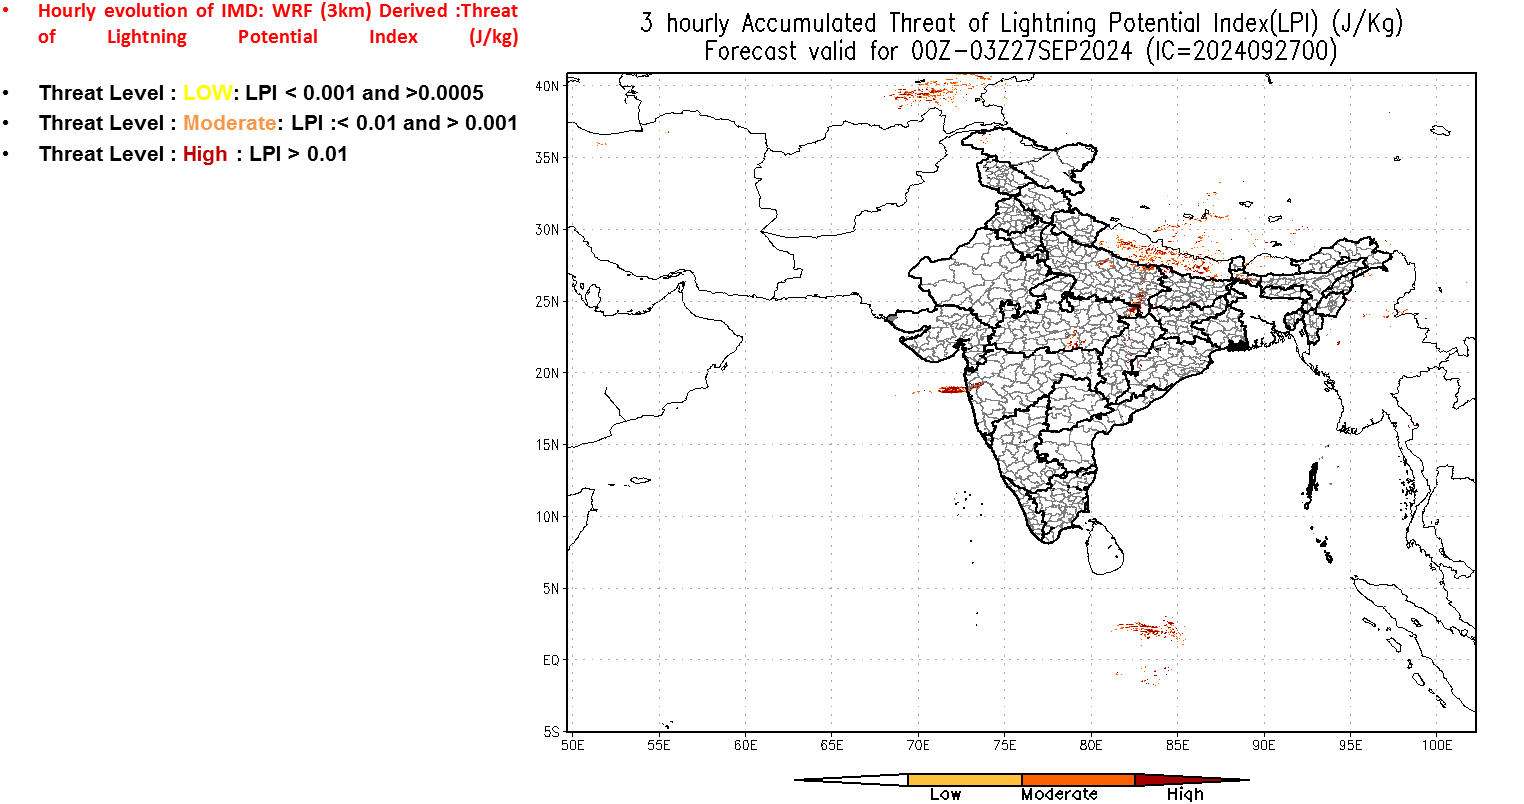 • Hourly evolution of IMD: WRF (3km) Derived :Threat
of Lightning Potential Index (J/kg)
• Threat Level : LOW: LPI < 0.001 and >0.0005
• Threat Level : Moderate: LPI :< 0.01 and > 0.001
• Threat Level : High : LPI > 0.01
3 hourly Accumulated Threat of Lightning Potential Index(LPI) (J/Kg)
Forecast valid for 00Z-03Z27SEP2024 (IC=2024092700)
40N
35N
30N
25N
20N
15N
10N
5N
EQ
5S
50E 55E 60E 65E 70E 75E 80E 85E 90E 95E 100E
Low Moderate High